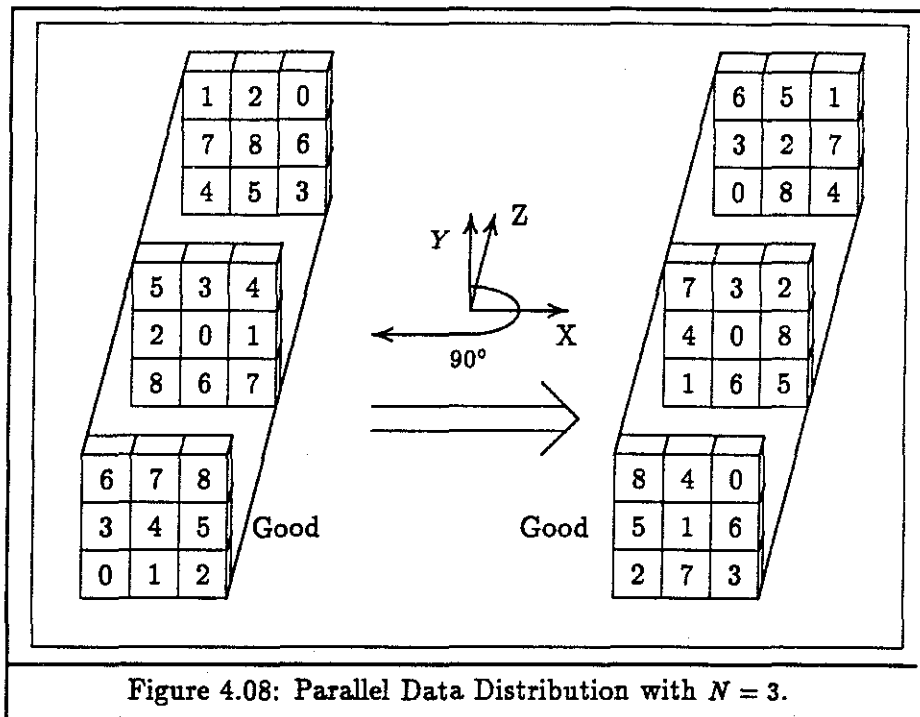 1 2 0
7 8 6
4 5 3
5 3 4
2 0 1
8 6 7
6 7 8
3 4 5
0 1 2
Good
Y Z
X
90°
6 5 1
3 2 7
0 8 4
7 3 2
4 0 8
1 6 5
8 4 0
5 1 6
2 7 3
Good
Figure 4.08: Parallel Data Distribution with N = 3.